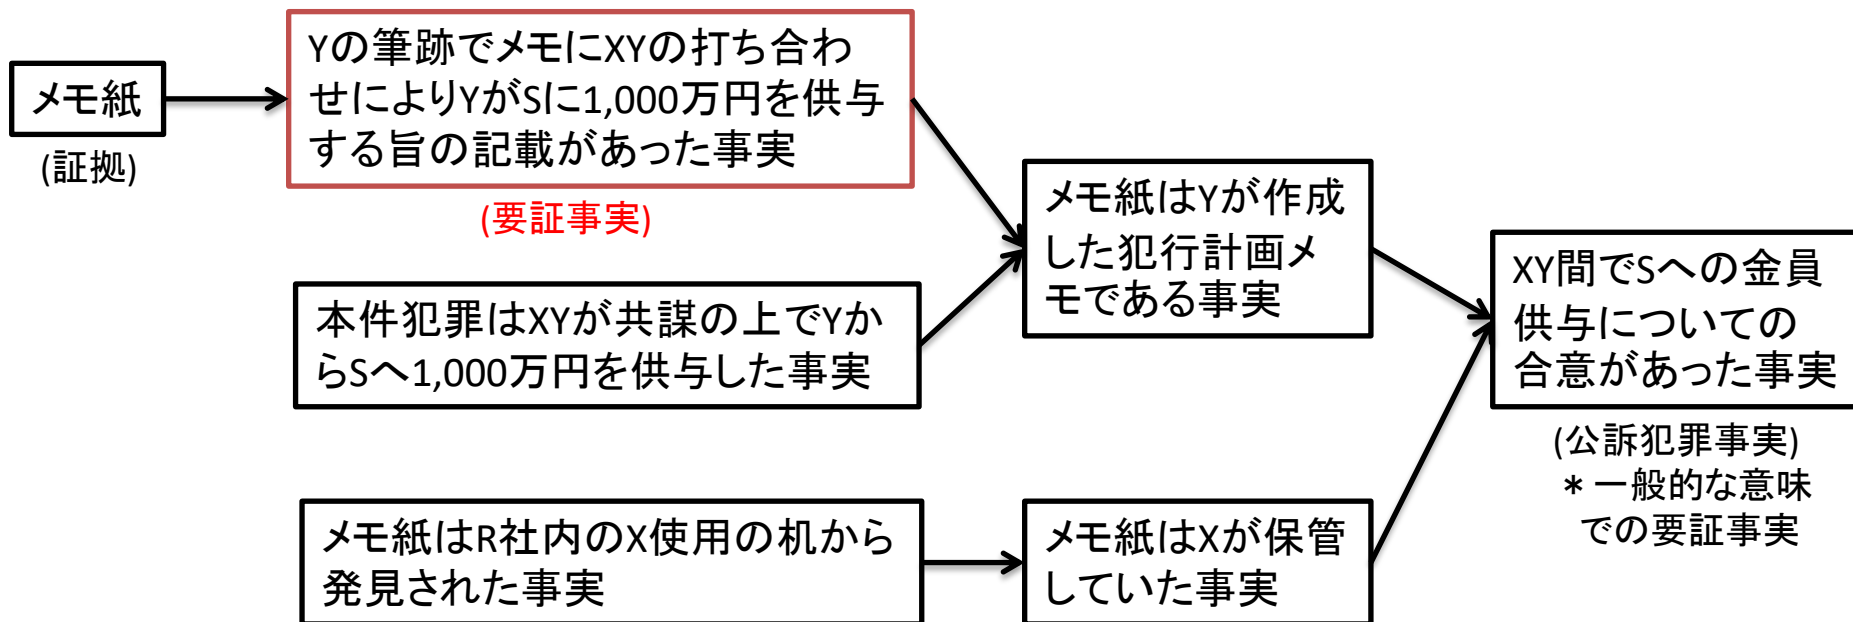 メモ紙
(証拠)
Yの筆跡でメモにXYの打ち合わ
せによりYがSに1,000万円を供与
する旨の記載があった事実
(要証事実)
本件犯罪はXYが共謀の上でYか
らSへ1,000万円を供与した事実
メモ紙はR社内のX使用の机から
発見された事実
メモ紙はYが作成
した犯行計画メ
モである事実
メモ紙はXが保管
していた事実
XY間でSへの金員
供与についての
合意があった事実
(公訴犯罪事実)
*一般的な意味
での要証事実